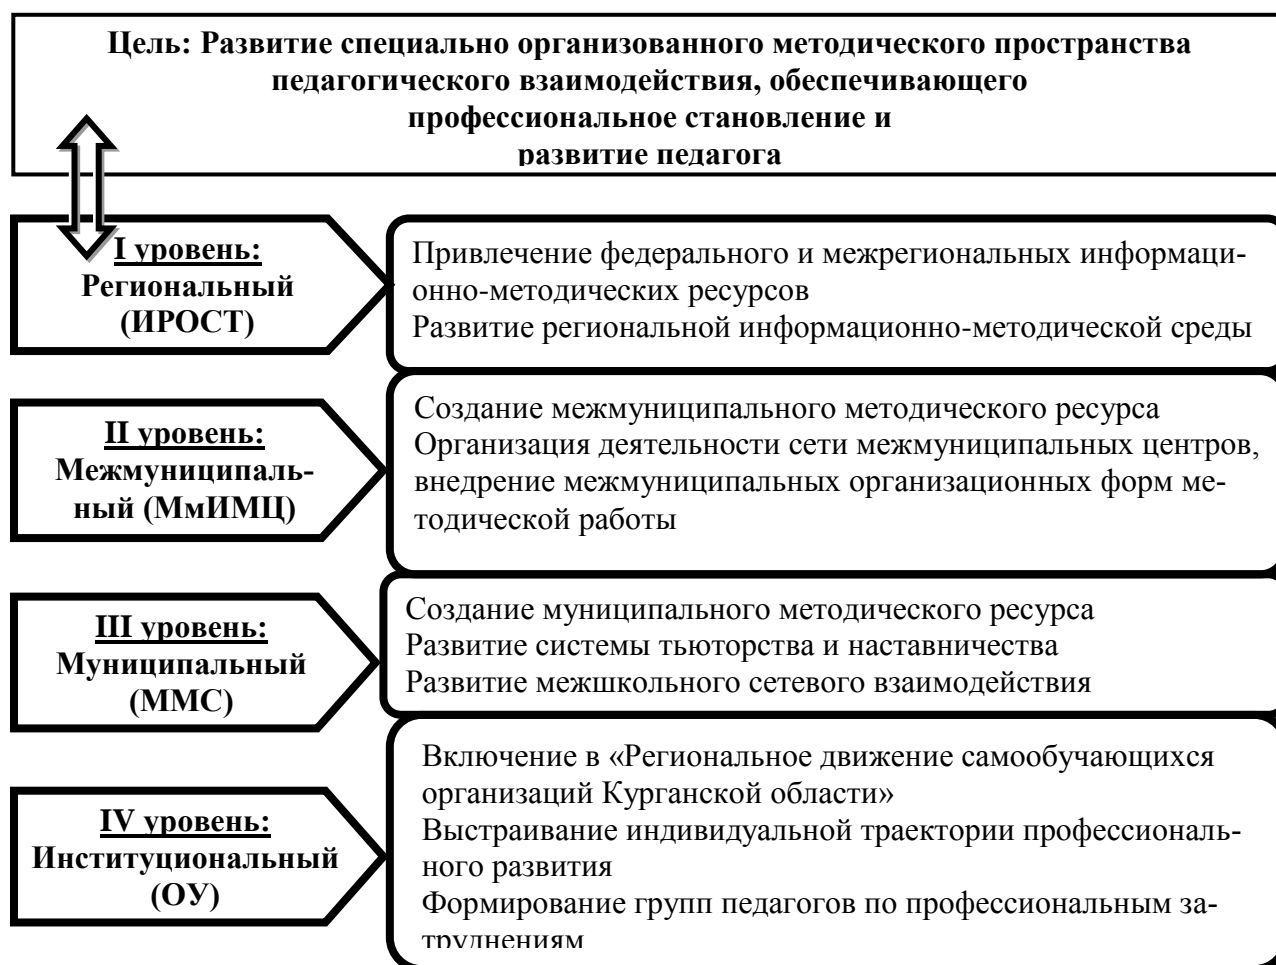 Цель: Развитие специально организованного методического пространства
педагогического взаимодействия, обеспечивающего
профессиональное становление и
развитие педагога
I уровень:
Региональный
(ИРОСТ)
Привлечение федерального и межрегиональных информаци-
онно-методических ресурсов
Развитие региональной информационно-методической среды
II уровень:
Межмуниципаль-
ный (МмИМЦ)
Создание межмуниципального методического ресурса
Организация деятельности сети межмуниципальных центров,
внедрение межмуниципальных организационных форм ме-
тодической работы
III уровень:
Муниципальный
(ММС)
Создание муниципального методического ресурса
Развитие системы тьюторства и наставничества
Развитие межшкольного сетевого взаимодействия
IV уровень:
Институциональный
(ОУ)
Включение в «Региональное движение самообучающихся
организаций Курганской области»
Выстраивание индивидуальной траектории профессиональ-
ного развития
Формирование групп педагогов по профессиональным за-
труднениям